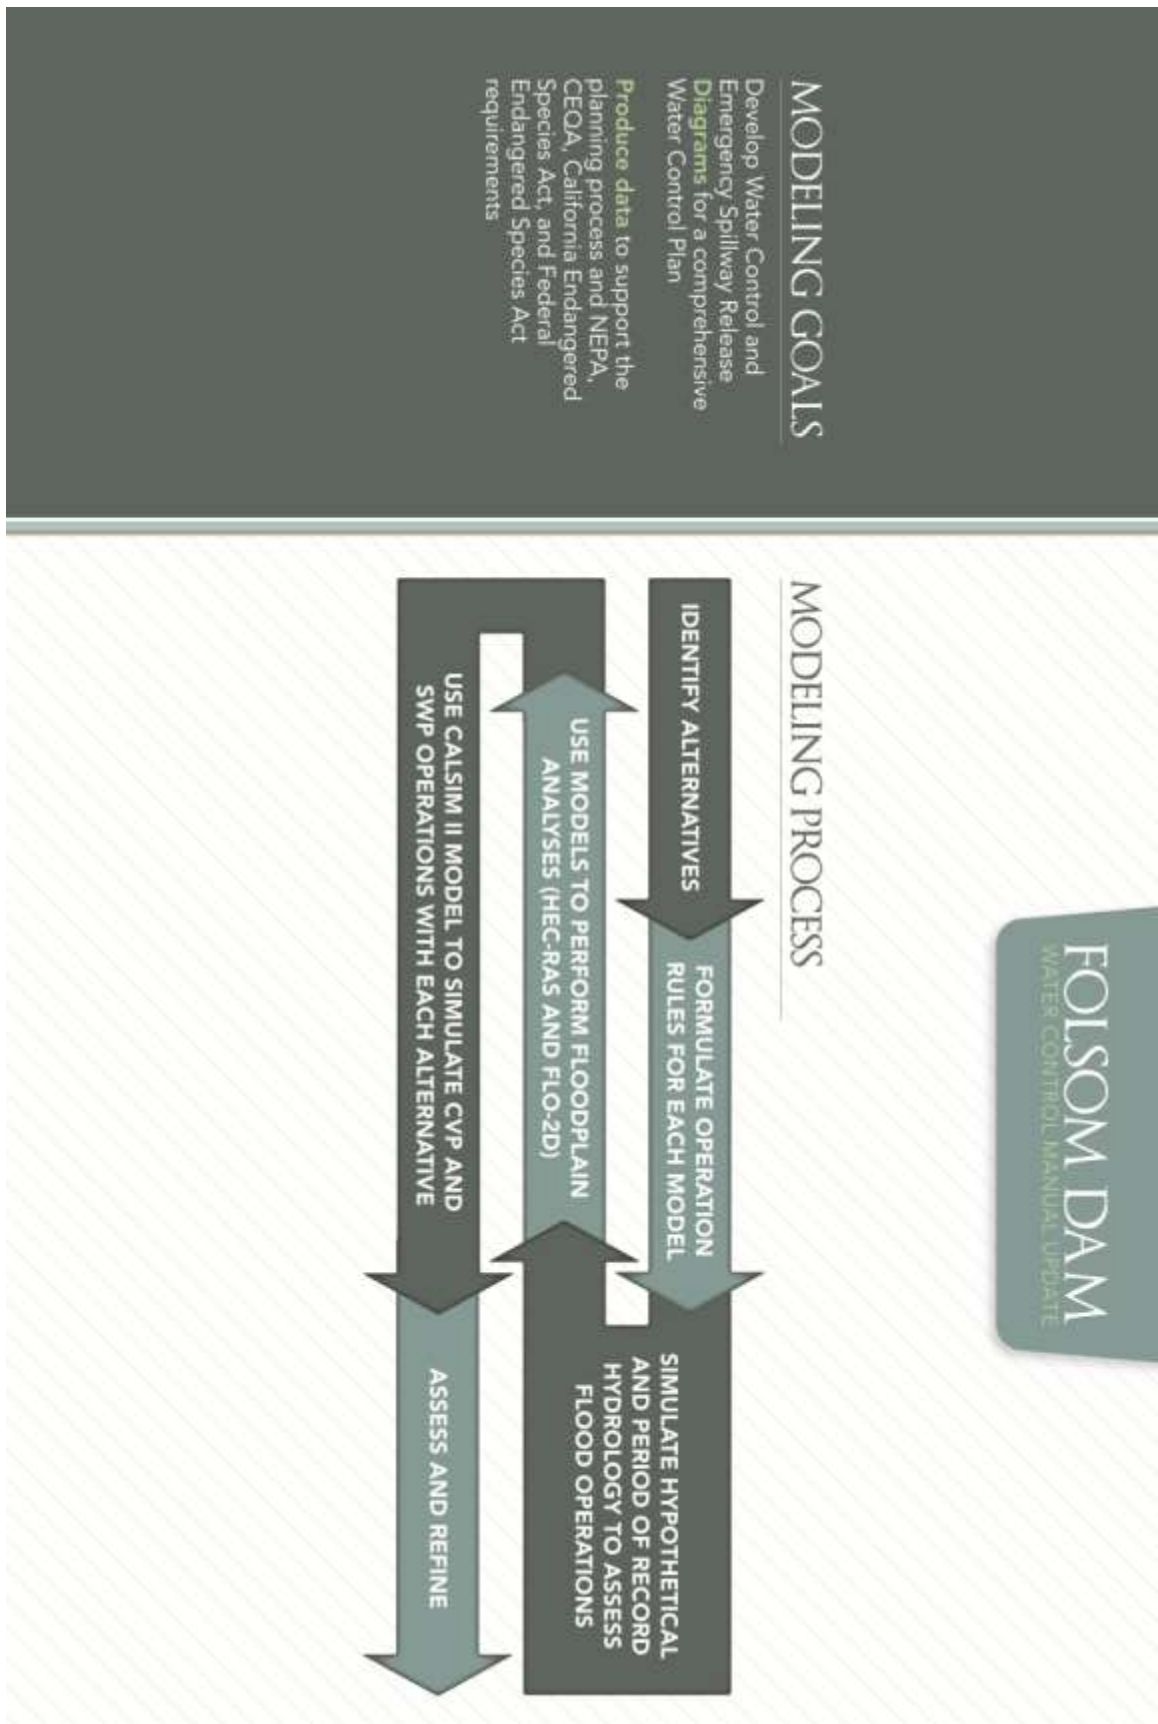 FOLSOM DAM
WATER CONTROL MANUAL UPDATE
MODELING GOALS
Develop Water Control and
Emergency Spillway Release
Diagrams for a comprehensive
Water Control Plan
Produce data to support the
planning process and NEPA,
CEQA, California Endangered
Species Act, and Federal
Endangered Species Act
requirements
MODELING PROCESS
IDENTIFY ALTERNATIVES
FORMULATE OPERATION
RULES FOR EACH MODEL
SIMULATE HYPOTHETICAL
AND PERIOD OF RECORD
HYDROLOGY TO ASSESS
FLOOD OPERATIONS
USE MODELS TO PERFORM FLOODPLAIN
ANALYSES (HEC-RAS AND FLO-2D)
USE CALSIM II MODEL TO SIMULATE CVP AND
SWP OPERATIONS WITH EACH ALTERNATIVE
ASSESS AND REFINE